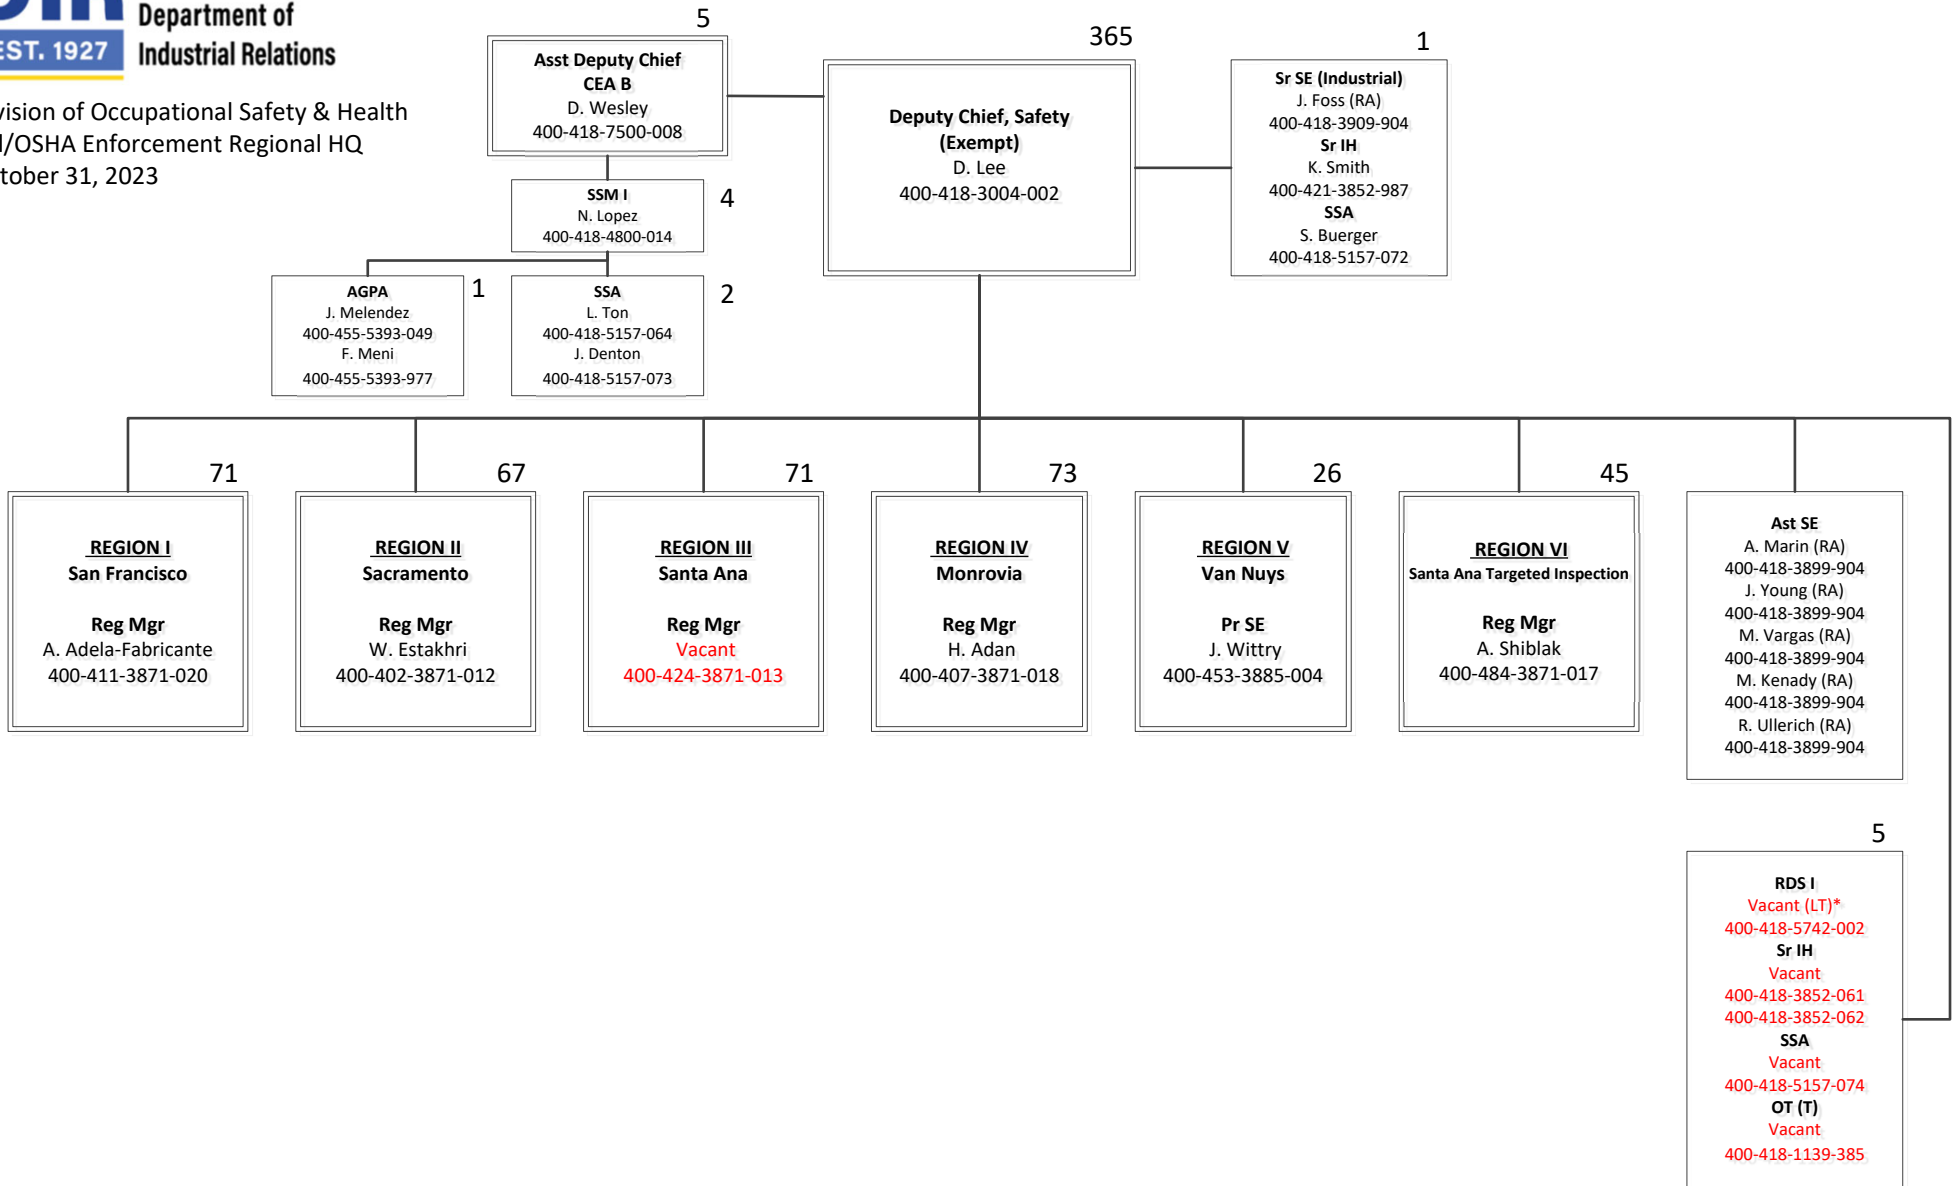 Department of
EST. 1927
Industrial Relations
vision of Occupational Safety & Health
l/OSHA Enforcement Regional HQ
tober 31, 2023
5
Asst Deputy Chief
CEA B
D. Wesley
400-418-7500-008
365
Deputy Chief, Safety
(Exempt)
D. Lee
400-418-3004-002
1
Sr SE (Industrial)
J. Foss (RA)
400-418-3909-904
Sr IH
K. Smith
400-421-3852-987
SSA
S. Buerger
400-418-5157-072
4
SSM I
N. Lopez
400-418-4800-014
1
AGPA
J. Melendez
400-455-5393-049
F. Meni
400-455-5393-977
2
SSA
L. Ton
400-418-5157-064
J. Denton
400-418-5157-073
71
REGION I
San Francisco
Reg Mgr
A. Adela-Fabricante
400-411-3871-020
67
REGION II
Sacramento
Reg Mgr
W. Estakhri
400-402-3871-012
71
REGION III
Santa Ana
Reg Mgr
Vacant
400-424-3871-013
73
REGION IV
Monrovia
Reg Mgr
H. Adan
400-407-3871-018
26
REGION V
Van Nuys
Pr SE
J. Wittry
400-453-3885-004
45
REGION VI
Santa Ana Targeted Inspection
Reg Mgr
A. Shiblak
400-484-3871-017
Ast SE
A. Marin (RA)
400-418-3899-904
J. Young (RA)
400-418-3899-904
M. Vargas (RA)
400-418-3899-904
M. Kenady (RA)
400-418-3899-904
R. Ullerich (RA)
400-418-3899-904
5
RDS I
Vacant (LT)*
400-418-5742-002
Sr IH
Vacant
400-418-3852-061
400-418-3852-062
SSA
Vacant
400-418-5157-074
OT (T)
Vacant
400-418-1139-385